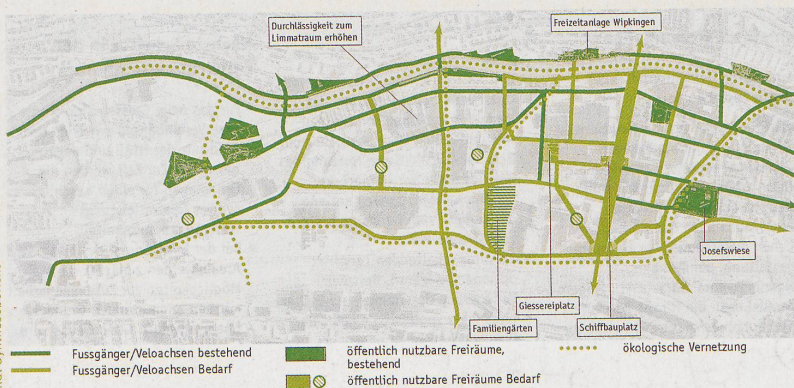 Durchlässigkeit zum
Limmatraum erhöhen
Freizeitanlage Wipkingen
Josefswiese
Giessereiplatz
Familiengärten
Schiffbauplatz
Fussgänger/Veloachsen bestehend
Fussgänger/Veloachsen Bedarf
öffentlich nutzbare Freiräume,
bestehend
öffentlich nutzbare Freiräume Bedarf
ökologische Vernetzung